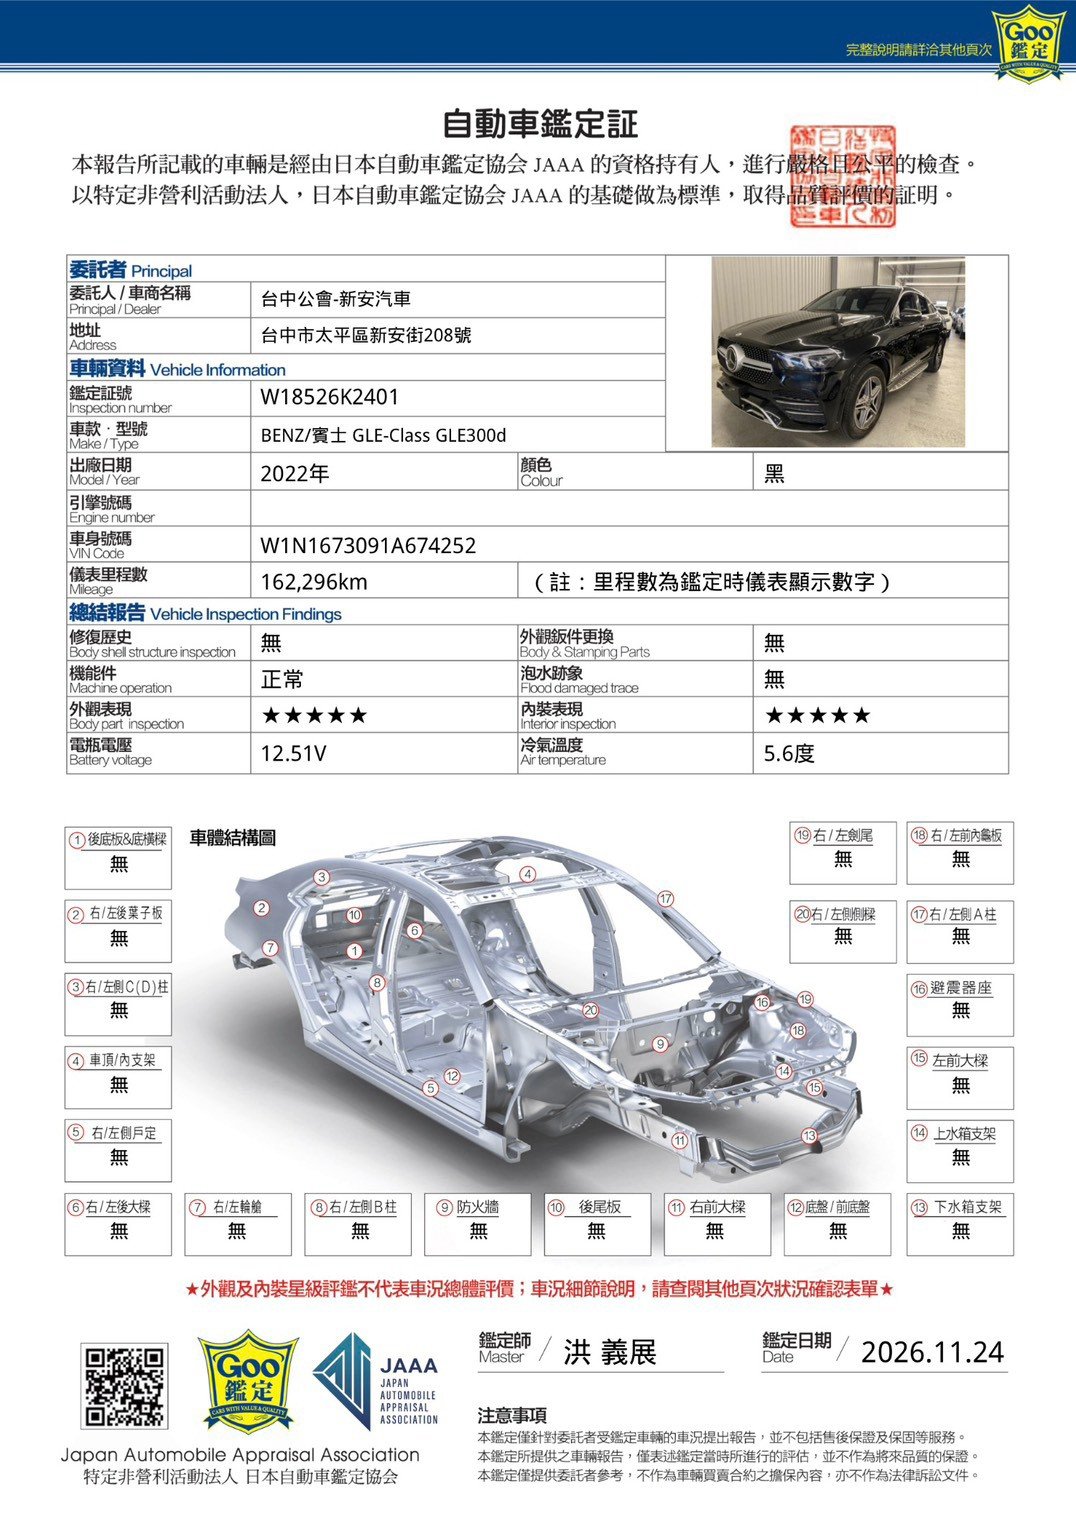 完整說明請詳洽其他頁次
Goo
鑑定
CARS WITH VALUE & QUALITY
自動車鑑定証
本報告所記載的車輛是經由日本自動車鑑定協会 JAAA 的資格持有人，進行嚴格且公平的檢查。
以特定非營利活動法人，日本自動車鑑定協会 JAAA 的基礎做為標準，取得品質評價的証明。
委託者 Principal
委託人 / 車商名稱
Principal / Dealer
台中公會-新安汽車
地址
Address
台中市太平區新安街208號
車輛資料 Vehicle Information
鑑定証號
Inspection number
W18526K2401
車款．型號
Make / Type
BENZ/賓士 GLE-Class GLE300d
出廠日期
Model / Year
2022年
顏色
Colour
黑
引擎號碼
Engine number
車身號碼
VIN Code
W1N1673091A674252
儀表里程數
Mileage
162,296km
（註：里程數為鑑定時儀表顯示數字）
總結報告 Vehicle Inspection Findings
修復歷史
Body shell structure inspection
無
外觀鈑件更換
Body & Stamping Parts
無
機能件
Machine operation
正常
泡水跡象
Flood damaged trace
無
外觀表現
Body part inspection
★★★★★
內裝表現
Interior inspection
★★★★★
電瓶電壓
Battery voltage
12.51V
冷氣溫度
Air temperature
5.6度
車體結構圖
①後底板&底橫樑
無
② 右/左後葉子板
無
③右/左側C(D)柱
無
④ 車頂/內支架
無
⑤ 右/左側戶定
無
⑥右/左後大樑
無
⑦ 右/左輪艙
無
⑧右/左側B柱
無
⑨ 防火牆
無
⑩ 後尾板
無
⑪ 右前大樑
無
⑫底盤/前底盤
無
⑬ 下水箱支架
無
⑭ 上水箱支架
無
⑮ 左前大樑
無
⑯避震器座
無
⑰右/左側A柱
無
⑱右/左前內龜板
無
⑲右/左劍尾
無
⑳右/左側側樑
無
★外觀及內裝星級評鑑不代表車況總體評價；車況細節說明，請查閱其他頁次狀況確認表單★
Goo
鑑定
CARS WITH VALUE & QUALITY
JAAA
JAPAN
AUTOMOBILE
APPRAISAL
ASSOCIATION
Japan Automobile Appraisal Association
特定非營利活動法人 日本自動車鑑定協会
鑑定師
Master
洪 義展
鑑定日期
Date
2026.11.24
注意事項
本鑑定僅針對委託者受鑑定車輛的車況提出報告，並不包括售後保證及保固等服務。
本鑑定所提供之車輛報告，僅表述鑑定當時所進行的評估，並不作為將來品質的保證。
本鑑定僅提供委託者參考，不作為車輛買賣合約之擔保內容，亦不作為法律訴訟文件。